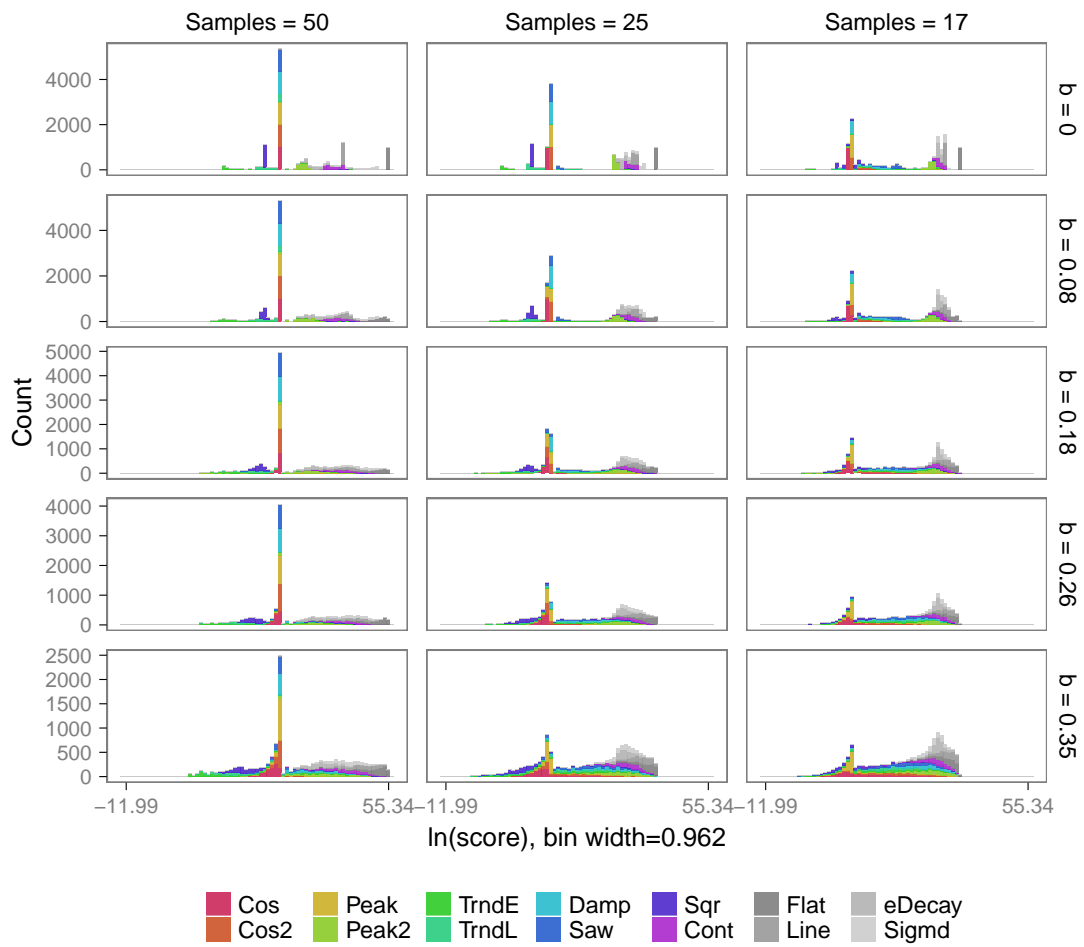 Samples = 50 Samples = 25 Samples = 17
4000
2000
0
b = 0
4000
2000
0
b = 0.08
5000
4000
3000
2000
1000
0
b = 0.18
4000
3000
2000
1000
0
b = 0.26
2500
2000
1500
1000
500
0
b = 0.35
Count
−11.99 55.34 −11.99 55.34 −11.99 55.34
ln(score), bin width=0.962
Cos Peak TrndE Damp Sqr Flat eDecay
Cos2 Peak2 TrndL Saw Cont Line Sigmd